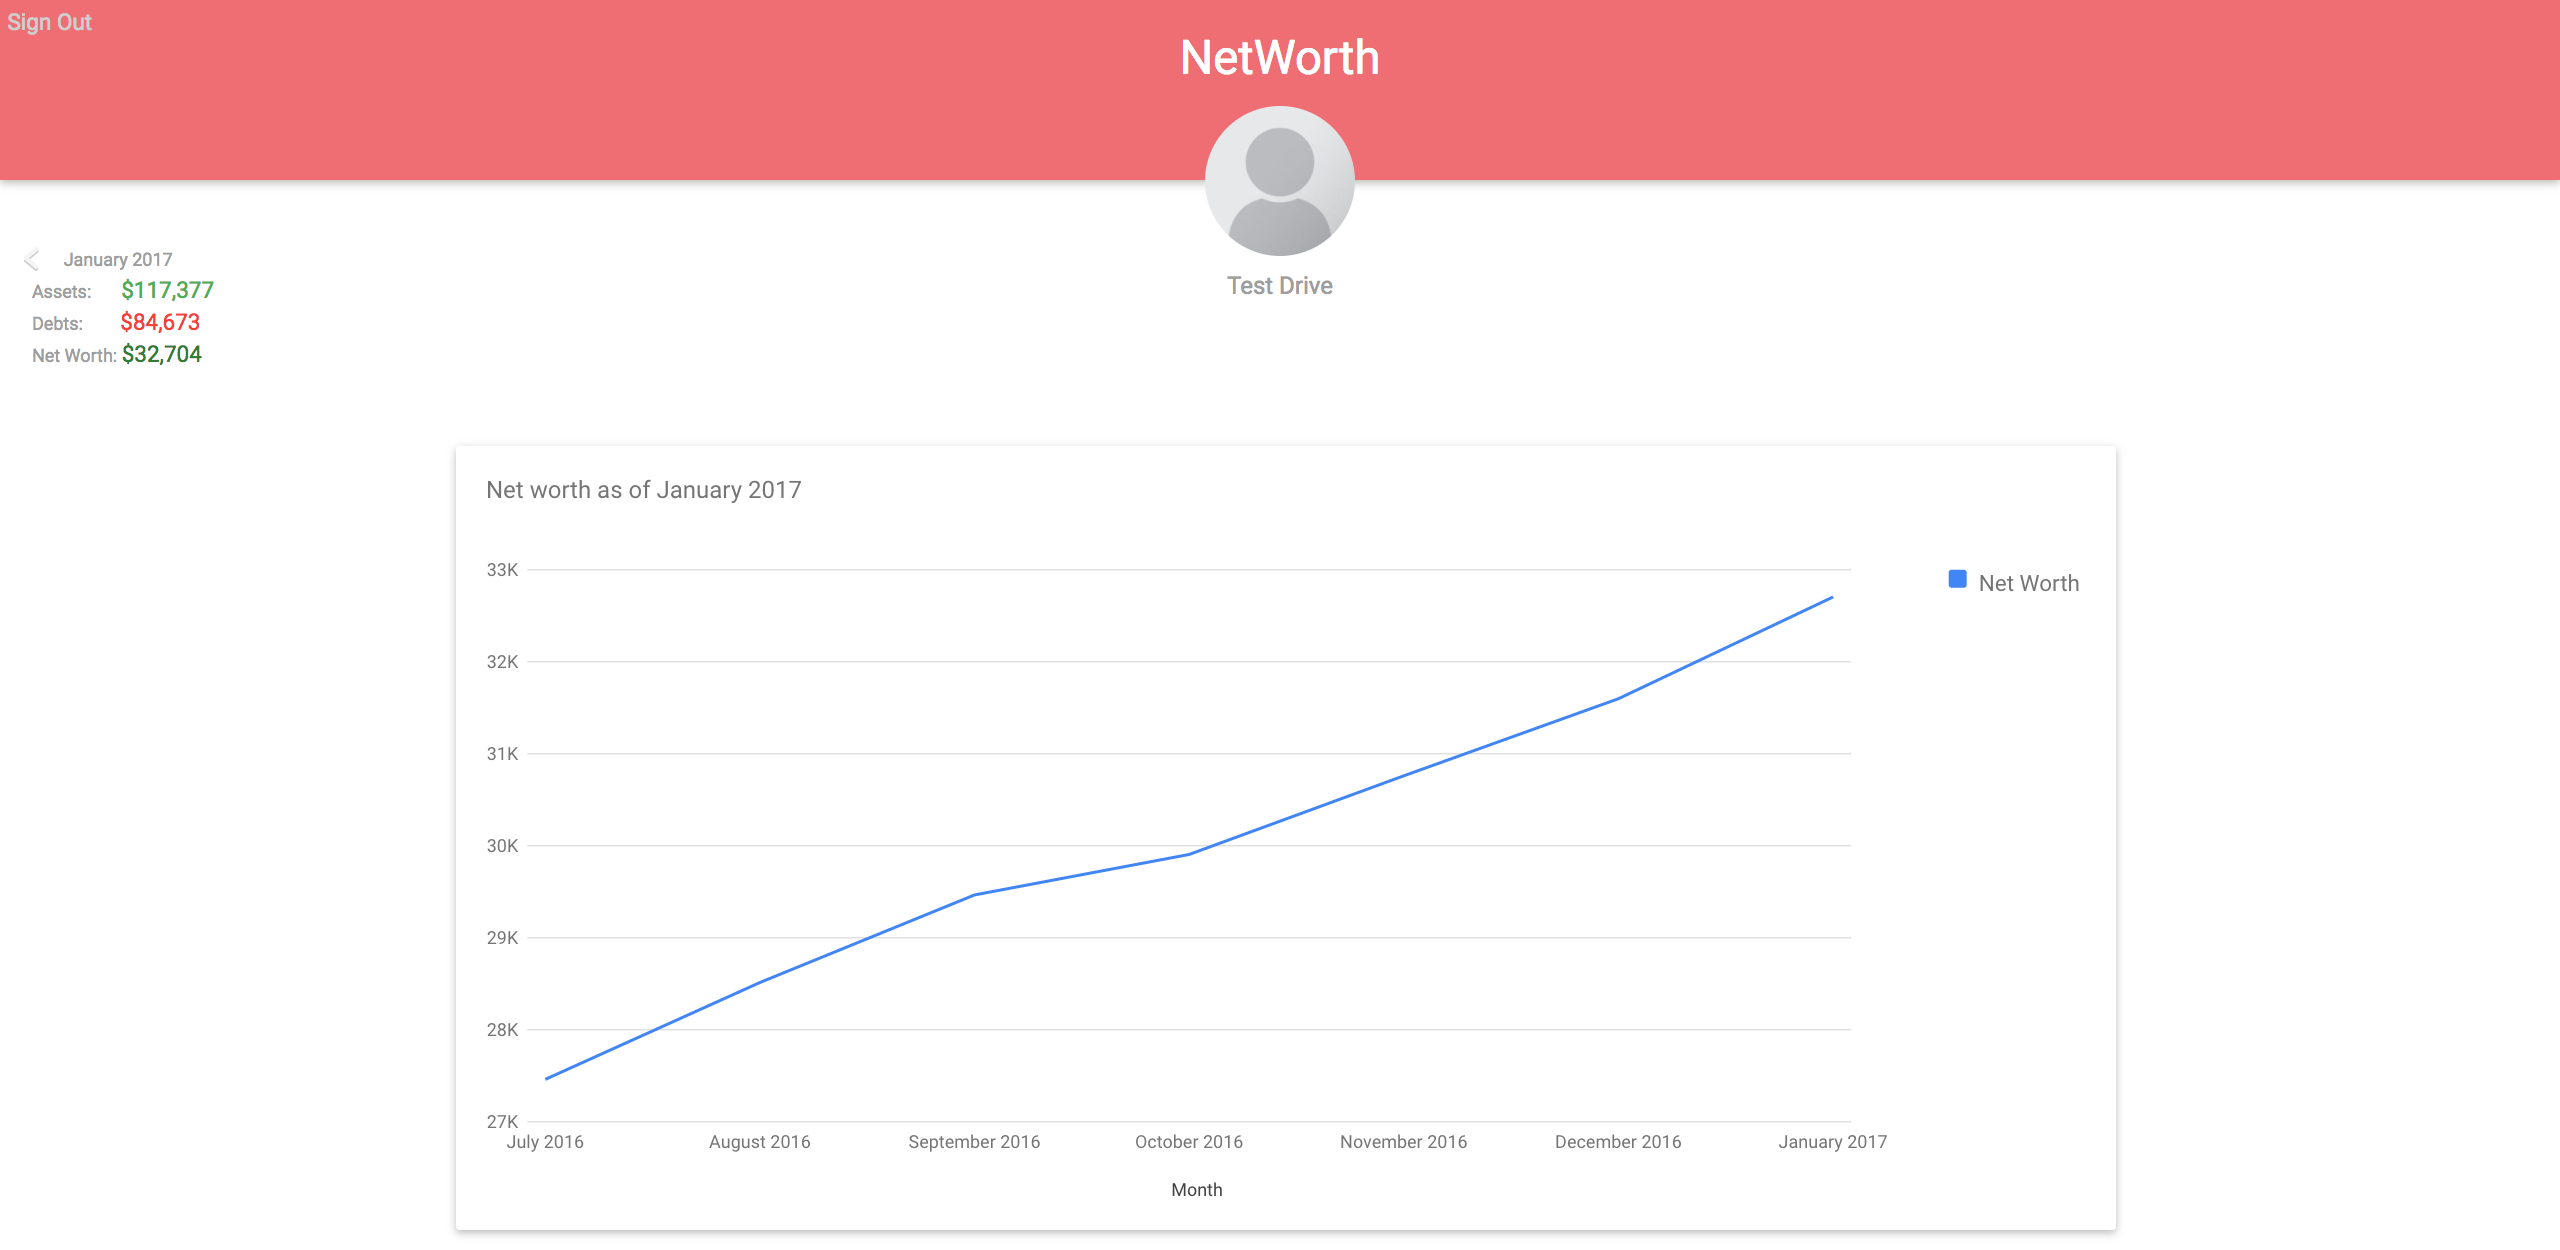 Sign Out
NetWorth
Test Drive
January 2017
Assets: $117,377
Debts: $84,673
Net Worth: $32,704
Net worth as of January 2017
33K
32K
31K
30K
29K
28K
27K
Net Worth
July 2016 August 2016 September 2016 October 2016 November 2016 December 2016 January 2017
Month